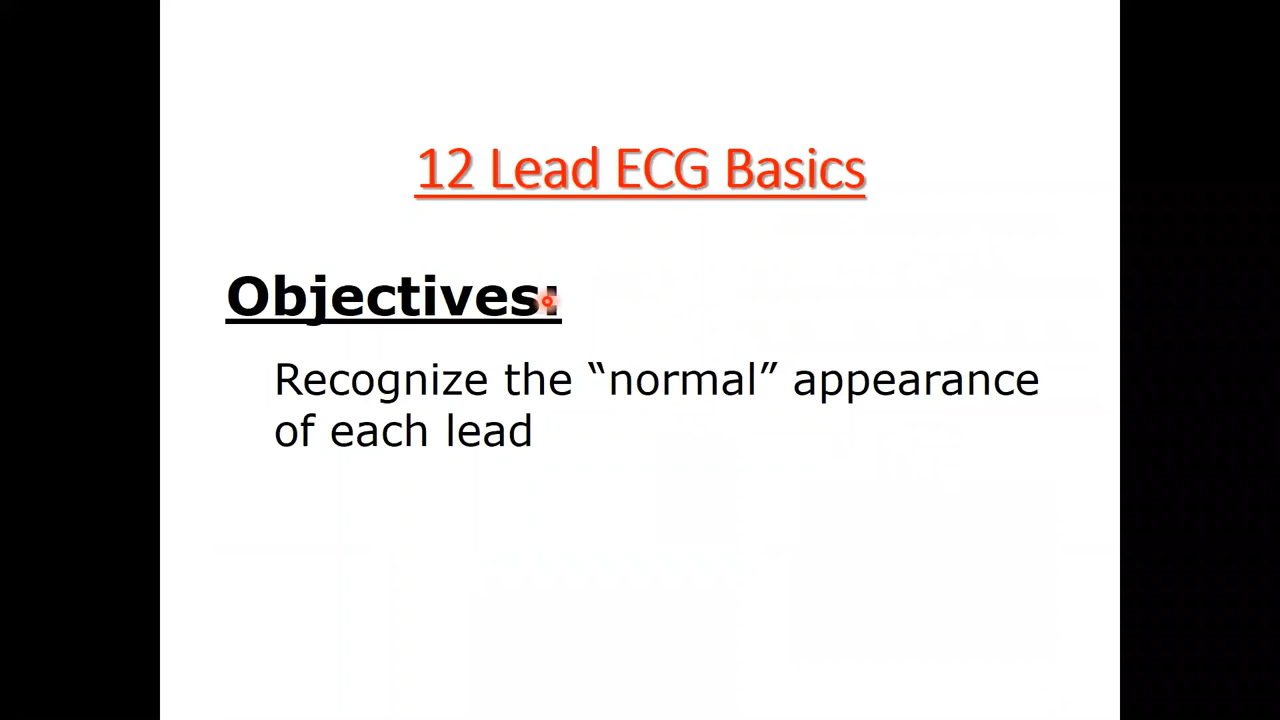 12 Lead ECG Basics
Objectives:
Recognize the “normal” appearance
of each lead